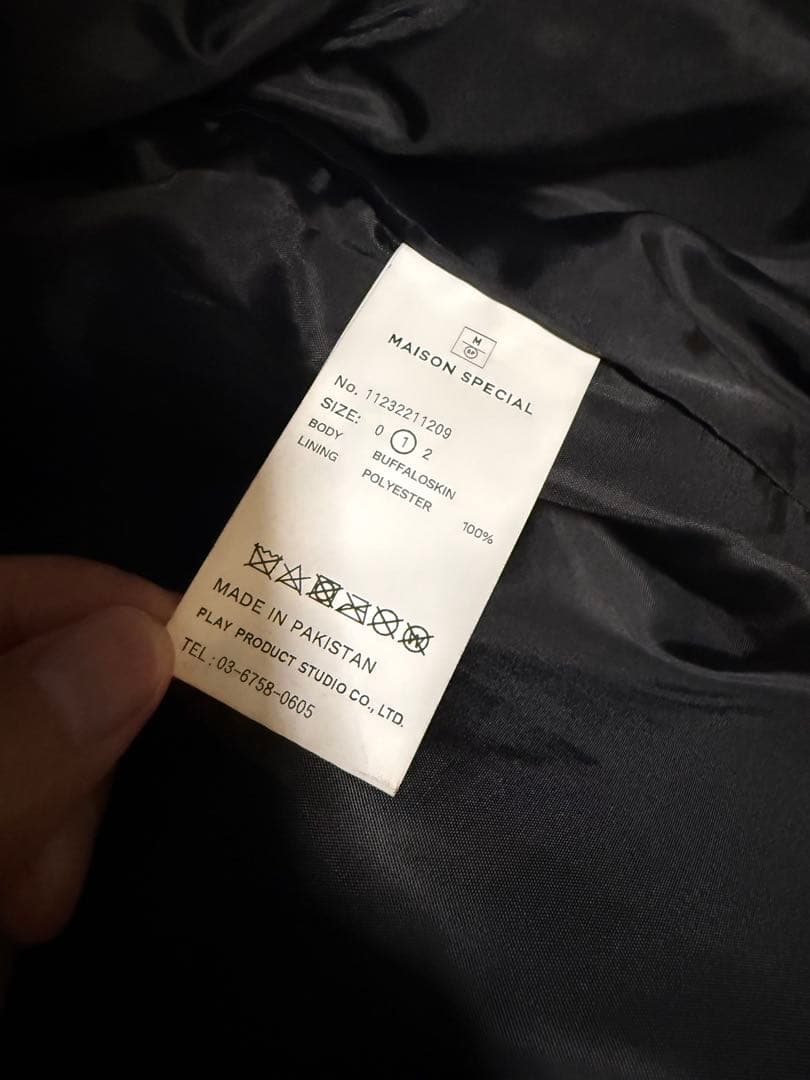 M
SP
MAISON SPECIAL
No. 11232211209
SIZE: 0 1 2
BODY BUFFALOSKIN
LINING POLYESTER 100%
W
MADE IN PAKISTAN
PLAY PRODUCT STUDIO CO., LTD.
TEL : 03-6758-0605